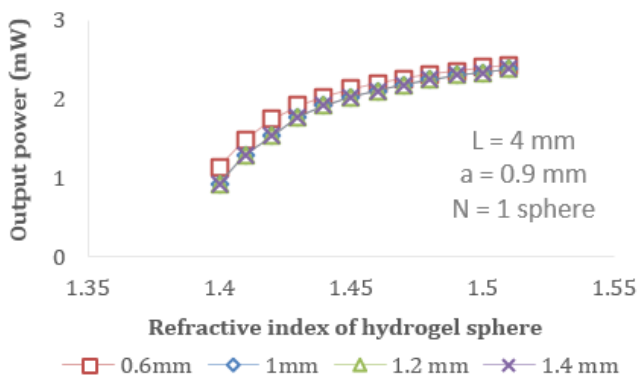 3
2
1
0
Output power (mW)
L = 4 mm
a = 0.9 mm
N = 1 sphere
1.35 1.4 1.45 1.5 1.55
Refractive index of hydrogel sphere
0.6mm 1mm 1.2 mm 1.4 mm